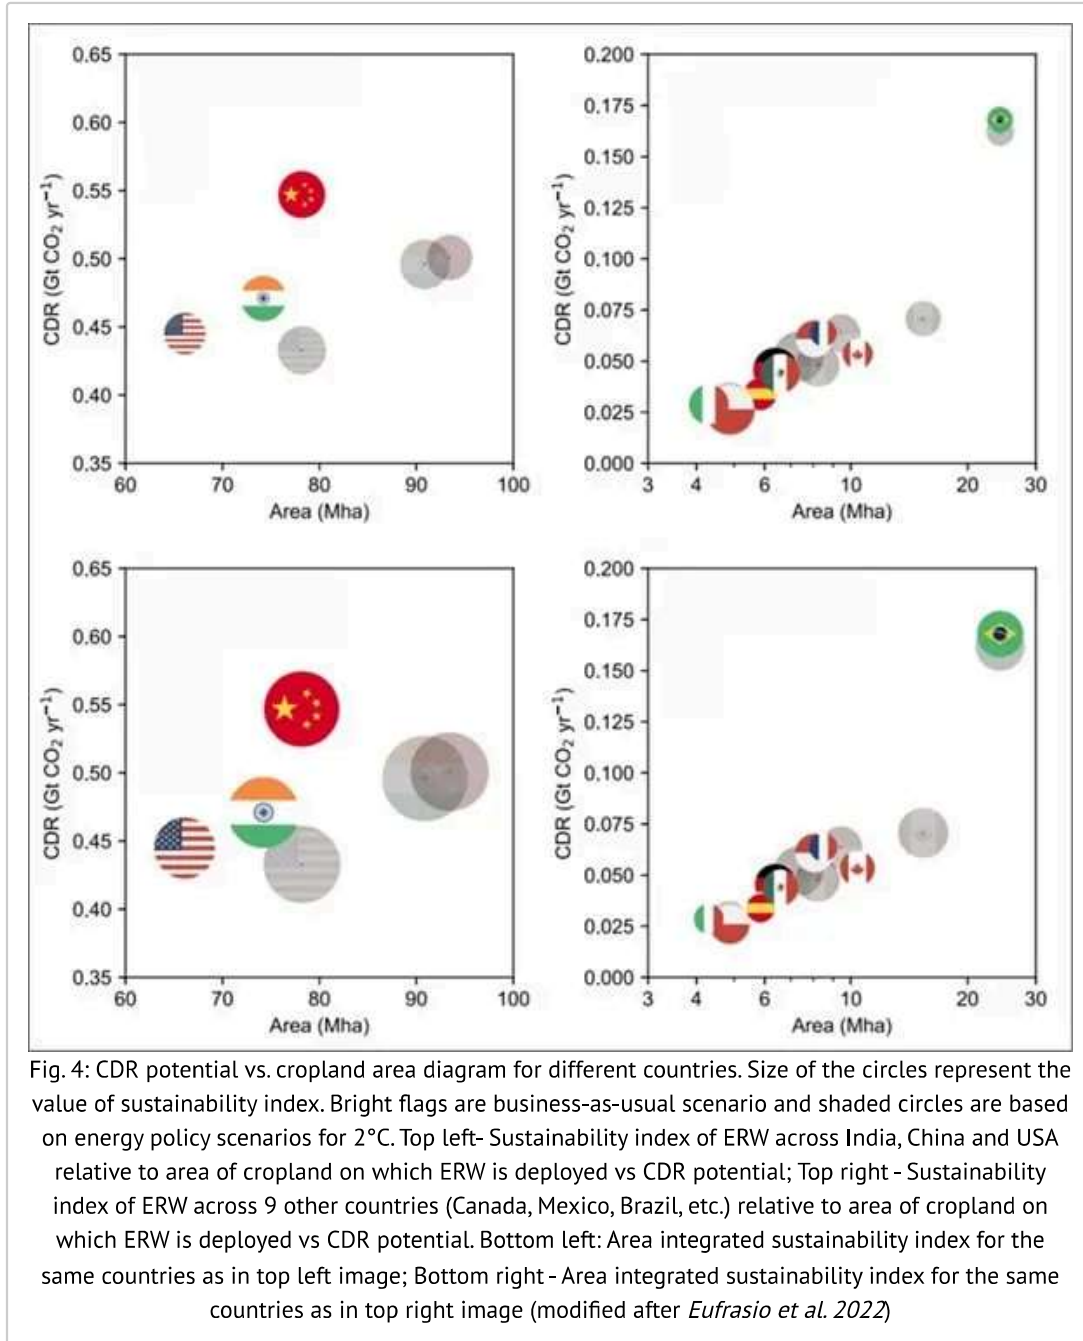 0.65
0.60
0.55
0.50
0.45
0.40
0.35
CDR (Gt CO₂ yr⁻¹)
60 70 80 90 100
Area (Mha)
0.200
0.175
0.150
0.125
0.100
0.075
0.050
0.025
0.000
CDR (Gt CO₂ yr⁻¹)
3 4 6 10 20 30
Area (Mha)
0.65
0.60
0.55
0.50
0.45
0.40
0.35
CDR (Gt CO₂ yr⁻¹)
60 70 80 90 100
Area (Mha)
0.200
0.175
0.150
0.125
0.100
0.075
0.050
0.025
0.000
CDR (Gt CO₂ yr⁻¹)
3 4 6 10 20 30
Area (Mha)
Fig. 4: CDR potential vs. cropland area diagram for different countries. Size of the circles represent the
value of sustainability index. Bright flags are business-as-usual scenario and shaded circles are based
on energy policy scenarios for 2°C. Top left- Sustainability index of ERW across India, China and USA
relative to area of cropland on which ERW is deployed vs CDR potential; Top right - Sustainability
index of ERW across 9 other countries (Canada, Mexico, Brazil, etc.) relative to area of cropland on
which ERW is deployed vs CDR potential. Bottom left: Area integrated sustainability index for the
same countries as in top left image; Bottom right - Area integrated sustainability index for the same
countries as in top right image (modified after Eufrasio et al. 2022)